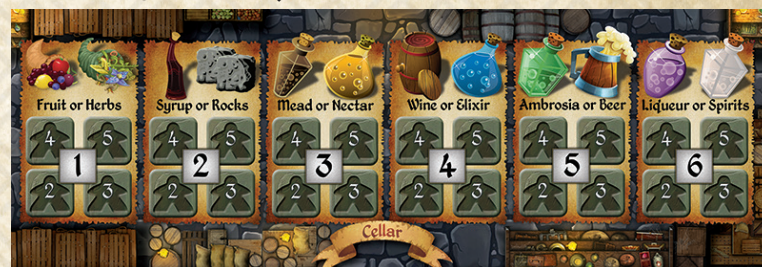 Fruit or Herbs
4 5
1
2 3
Syrup or Rocks
4 5
2
2 3
Mead or Nectar
4 5
3
2 3
Wine or Elixir
4 5
4
2 3
Ambrosia or Beer
4 5
5
2 3
Liqueur or Spirits
4 5
6
2 3
Cellar